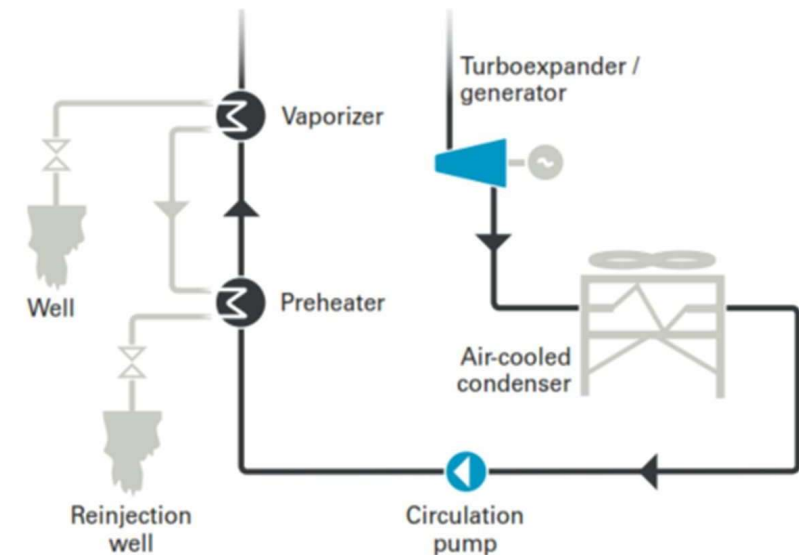 Turboexpander /
generator
Vaporizer
Well
Preheater
Air-cooled
condenser
Reinjection
well
Circulation
pump